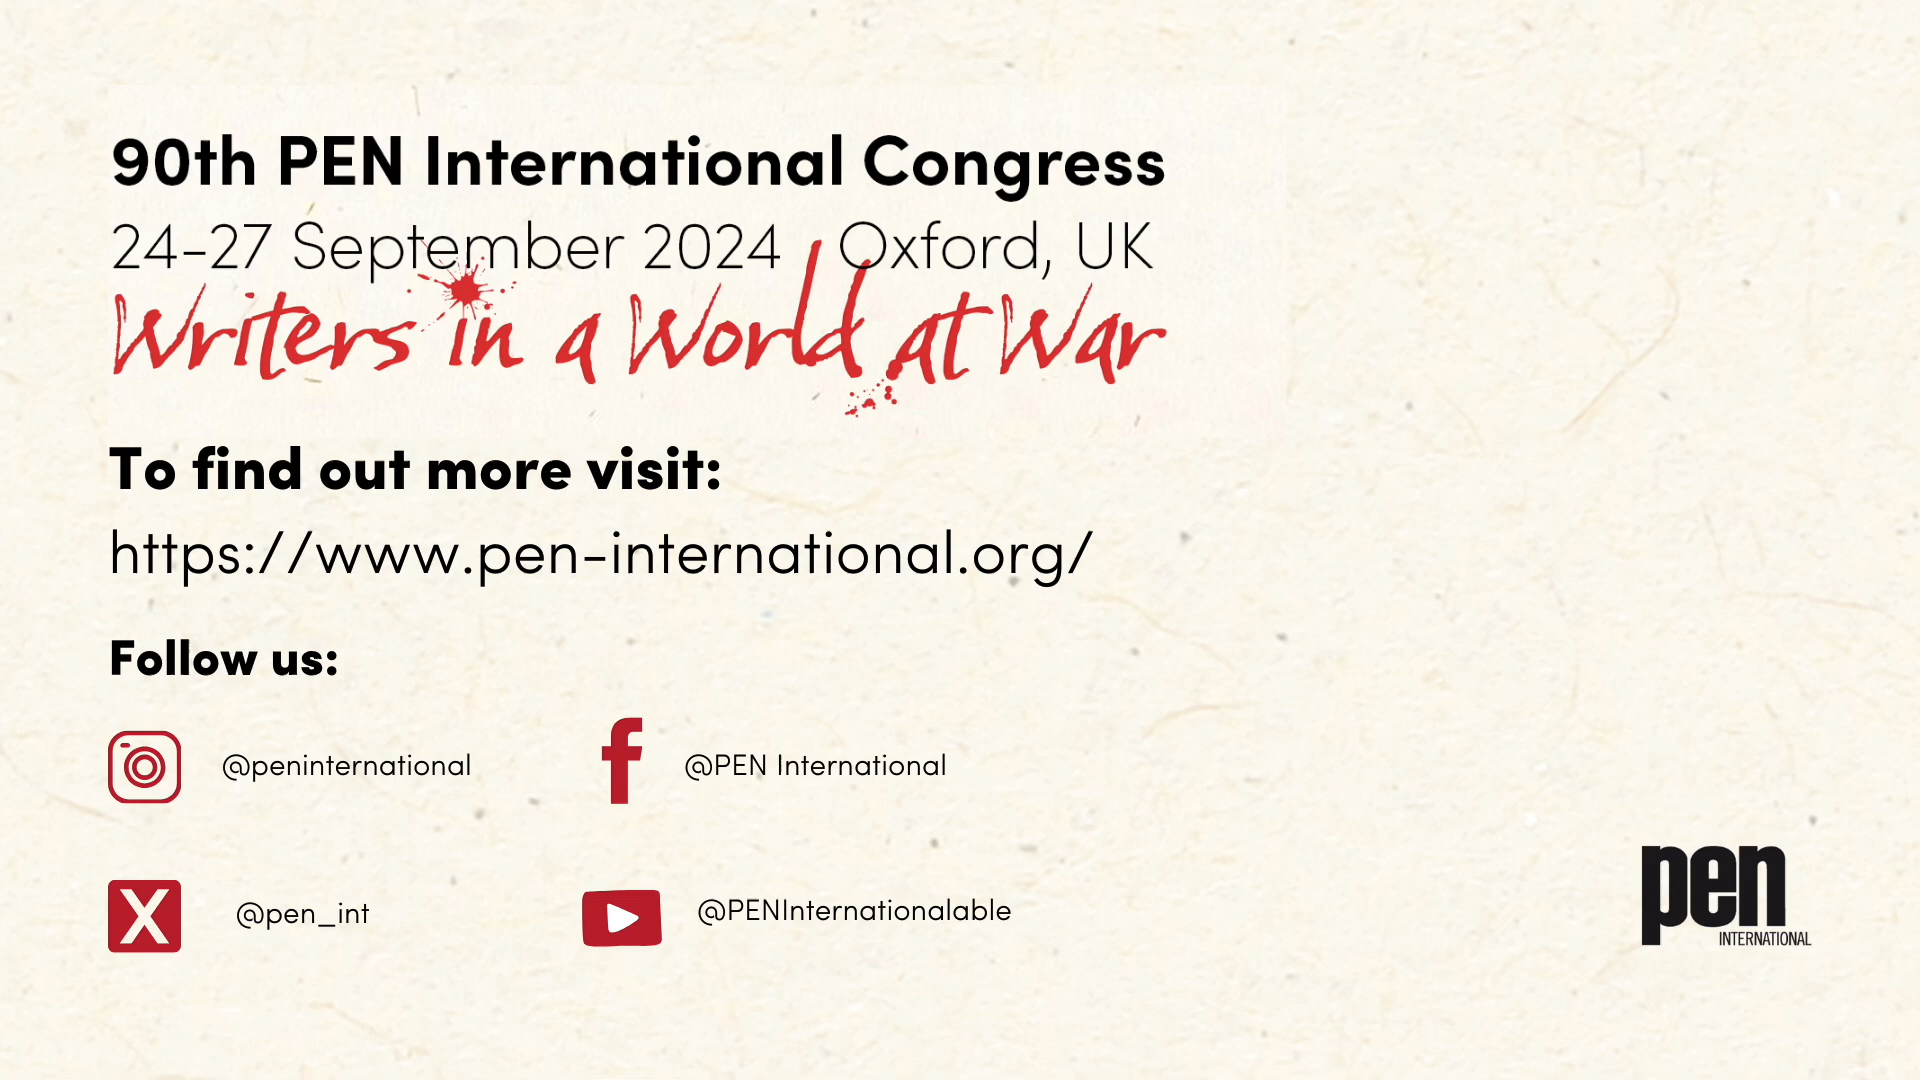 90th PEN International Congress
24-27 September 2024 Oxford, UK
Writers in a World at War
To find out more visit:
https://www.pen-international.org/
Follow us:
@peninternational
@PEN International
@pen_int
@PENInternationalable
pen
INTERNATIONAL